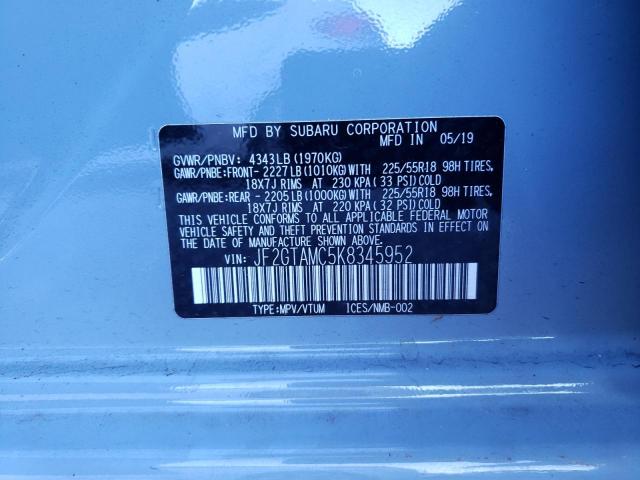 MFD BY SUBARU CORPORATION
MFD IN 05/19
GVWR/PNBV: 4343LB(1970KG)
GAWR/PNBE:FRONT- 2227LB(1010KG)WITH 225/55R18 98H TIRES,
18X7J RIMS AT 230 KPA(33 PSI)COLD
GAWR/PNBE:REAR - 2205LB(1000KG)WITH 225/55R18 98H TIRES,
18X7J RIMS AT 220 KPA(32 PSI)COLD
THIS VEHICLE CONFORMS TO ALL APPLICABLE FEDERAL MOTOR
VEHICLE SAFETY AND THEFT PREVENTION STANDARDS IN EFFECT ON
THE DATE OF MANUFACTURE SHOWN ABOVE.
VIN: JF2GTAMC5K8345952
TYPE:MPV/VTUM ICES/NMB-002